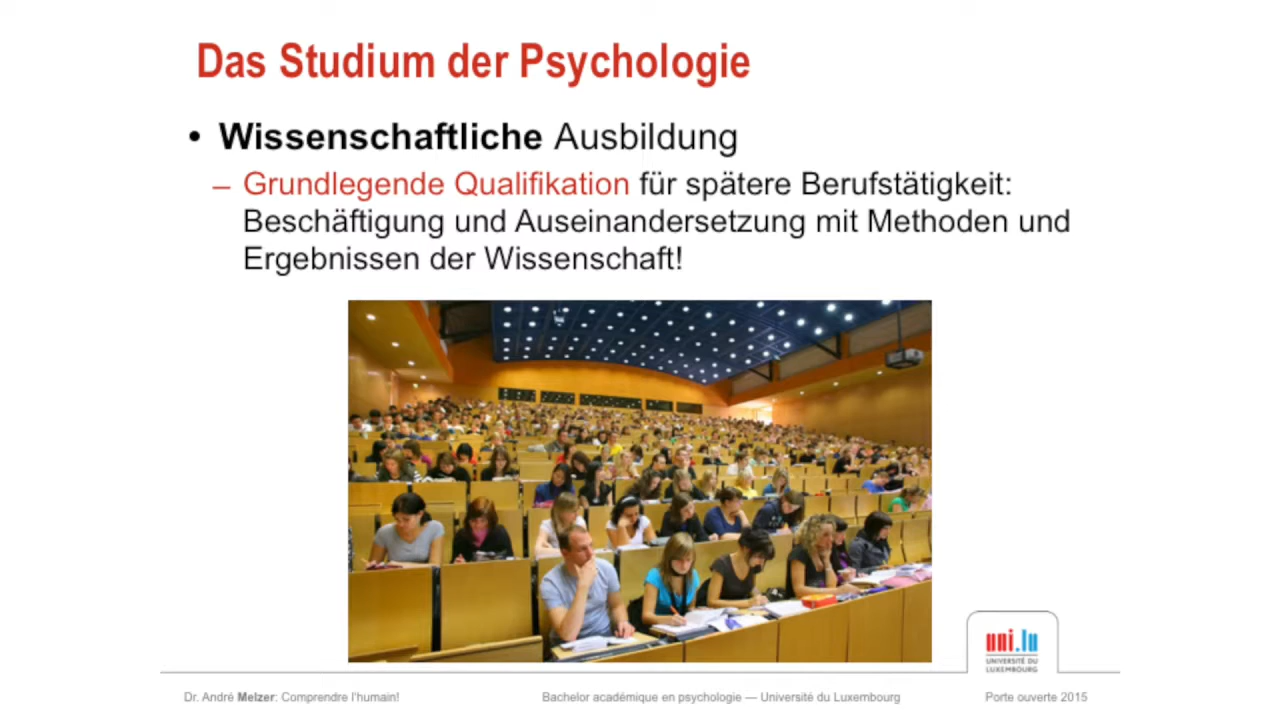 Das Studium der Psychologie
• Wissenschaftliche Ausbildung
– Grundlegende Qualifikation für spätere Berufstätigkeit:
Beschäftigung und Auseinandersetzung mit Methoden und
Ergebnissen der Wissenschaft!
uni.lu
UNIVERSITÉ DU
LUXEMBOURG
Dr. André Melzer: Comprendre l'humain!
Bachelor académique en psychologie — Université du Luxembourg
Porte ouverte 2015